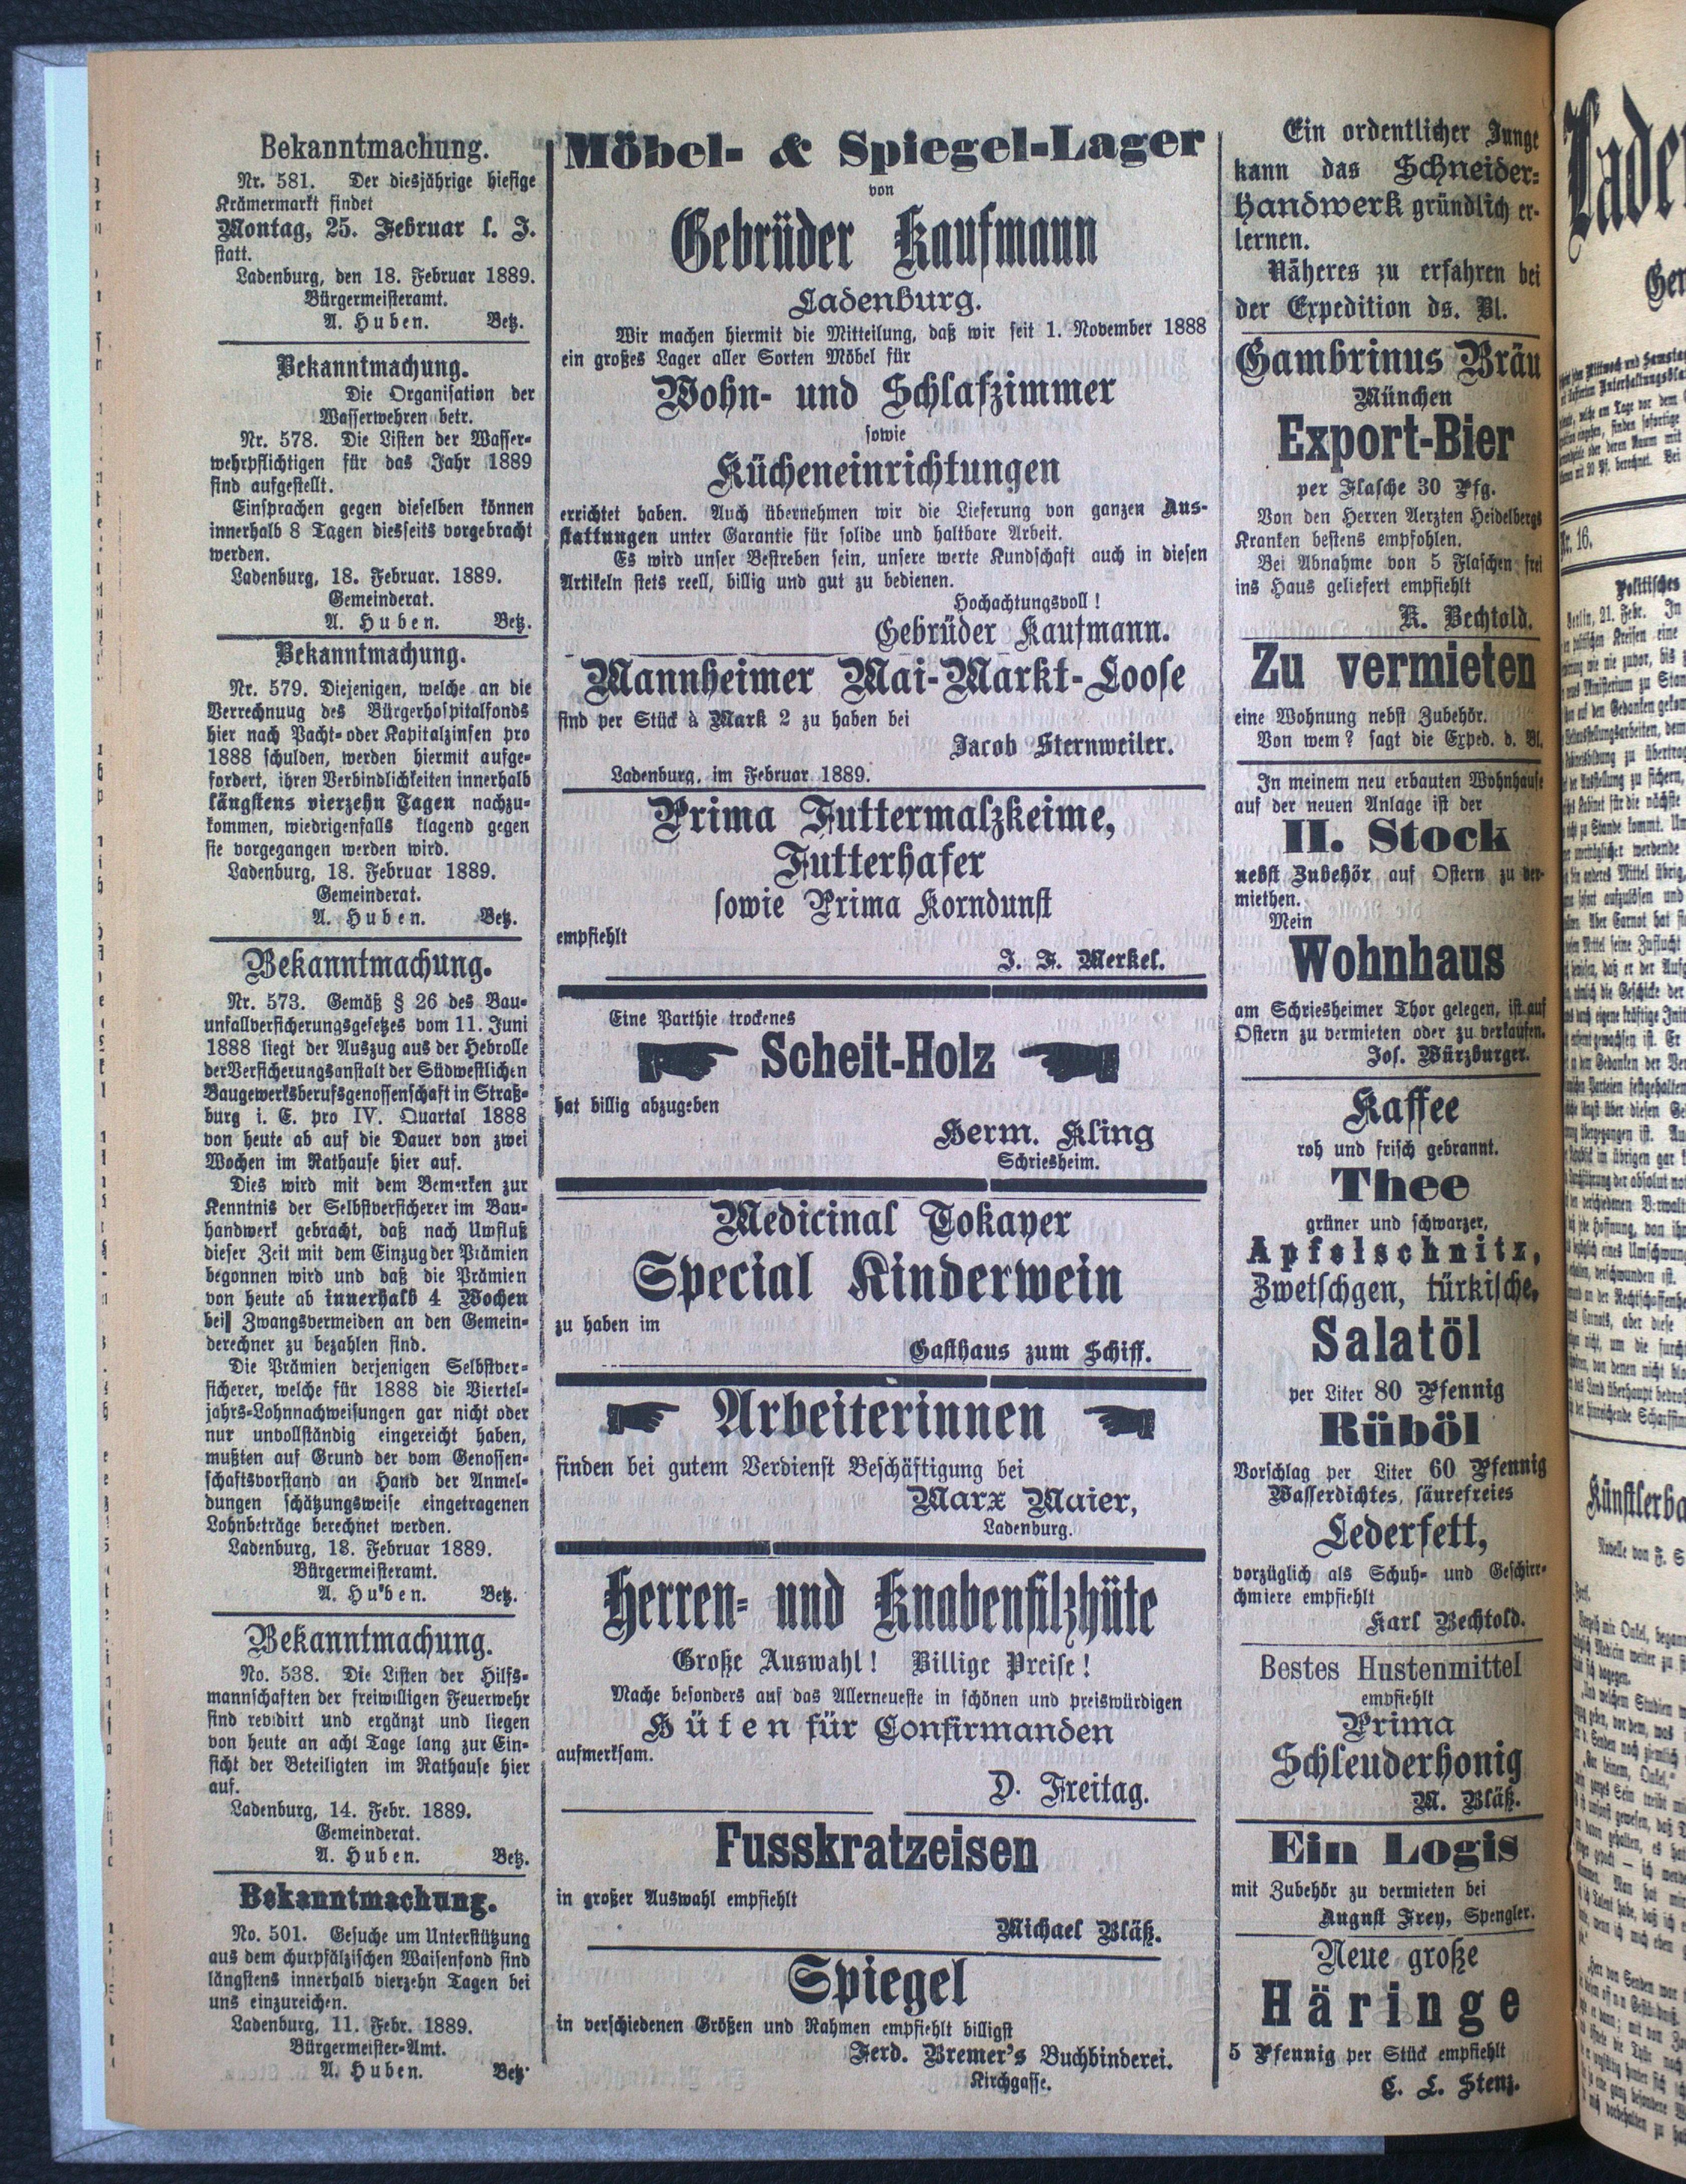 Bekanntmachung.
Nr. 581. Der diesjährige hiesige
Krämermarkt findet
Montag, 25. Februar l. J.
statt.
Ladenburg, den 18. Februar 1889.
Bürgermeisteramt.
A. Huben. Betz.
Bekanntmachung.
Die Organisation der
Wasserwehren betr.
Nr. 578. Die Listen der Wasser-
wehrpflichtigen für das Jahr 1889
sind aufgestellt.
Einsprachen gegen dieselben können
innerhalb 8 Tagen diesseits vorgebracht
werden.
Ladenburg, 18. Februar. 1889.
Gemeinderat.
A. Huben. Betz.
Bekanntmachung.
Nr. 579. Diejenigen, welche an die
Verrechnuug des Bürgerhospitalfonds
hier nach Pacht- oder Kapitalzinsen pro
1888 schulden, werden hiermit aufge-
fordert, ihren Verbindlichkeiten innerhalb
längstens vierzehn Tagen nachzu-
kommen, wiedrigenfalls klagend gegen
sie vorgegangen werden wird.
Ladenburg, 18. Februar 1889.
Gemeinderat.
A. Huben. Betz.
Bekanntmachung.
Nr. 573. Gemäß § 26 des Bau-
unfallversicherungsgesetzes vom 11. Juni
1888 liegt der Auszug aus der Hebrolle
der Versicherungsanstalt der Südwestlichen
Baugewerksberufsgenossenschaft in Straß-
burg i. E. pro IV. Quartal 1888
von heute ab auf die Dauer von zwei
Wochen im Rathause hier auf.
Dies wird mit dem Bemerken zur
Kenntnis der Selbstversicherer im Bau-
handwerk gebracht, daß nach Umfluß
dieser Zeit mit dem Einzug der Prämien
begonnen wird und daß die Prämien
von heute ab innerhalb 4 Wochen
bei Zwangsvermeiden an den Gemein-
derechner zu bezahlen sind.
Die Prämien derjenigen Selbstver-
sicherer, welche für 1888 die Viertel-
jahrs-Lohnnachweisungen gar nicht oder
nur unvollständig eingereicht haben,
mußten auf Grund der vom Genossen-
schaftsvorstand an Hand der Anmel-
dungen schätzungsweise eingetragenen
Lohnbeträge berechnet werden.
Ladenburg, 18. Februar 1889.
Bürgermeisteramt.
A. Huben. Betz.
Bekanntmachung.
No. 538. Die Listen der Hilfs-
mannschaften der freiwilligen Feuerwehr
sind revidirt und ergänzt und liegen
von heute an acht Tage lang zur Ein-
sicht der Beteiligten im Rathause hier
auf.
Ladenburg, 14. Febr. 1889.
Gemeinderat.
A. Huben. Betz.
Bekanntmachung.
No. 501. Gesuche um Unterstützung
aus dem churpfälzischen Waisenfond sind
längstens innerhalb vierzehn Tagen bei
uns einzureichen.
Ladenburg, 11. Febr. 1889.
Bürgermeister-Amt.
A. Huben. Betz
Möbel- & Spiegel-Lager
von
Gebrüder Kaufmann
Ladenburg.
Wir machen hiermit die Mitteilung, daß wir seit 1. November 1888
ein großes Lager aller Sorten Möbel für
Wohn- und Schlafzimmer
sowie
Kücheneinrichtungen
errichtet haben. Auch übernehmen wir die Lieferung von ganzen Aus-
stattungen unter Garantie für solide und haltbare Arbeit.
Es wird unser Bestreben sein, unsere werte Kundschaft auch in diesen
Artikeln stets reell, billig und gut zu bedienen.
Hochachtungsvoll!
Gebrüder Kaufmann.
Mannheimer Mai-Markt-Loose
sind per Stück à Mark 2 zu haben bei
Jacob Sternweiler.
Ladenburg, im Februar 1889.
Prima Futtermalzkeime,
Futterhafer
sowie Prima Korndunst
empfiehlt
J. F. Merkel.
Eine Parthie trockenes
Scheit-Holz
hat billig abzugeben
Herm. Kling
Schriesheim.
Medicinal Tokayer
Special Kinderwein
zu haben im
Gasthaus zum Schiff.
Arbeiterinnen
finden bei gutem Verdienst Beschäftigung bei
Marx Maier,
Ladenburg.
Herren- und Knabenfilzhüte
Große Auswahl! Billige Preise!
Mache besonders auf das Allerneueste in schönen und preiswürdigen
Hüten für Confirmanden
aufmerksam.
D. Freitag.
Fusskratzeisen
in großer Auswahl empfiehlt
Michael Bläß.
Spiegel
in verschiedenen Größen und Rahmen empfiehlt billigst
Ferd. Bremer's Buchbinderei.
Kirchgasse.
Ein ordentlicher Junge
kann das Schneider-
handwerk gründlich er-
lernen.
Näheres zu erfahren bei
der Expedition ds. Bl.
Gambrinus Bräu
München
Export-Bier
per Flasche 30 Pfg.
Von den Herren Aerzten Heidelbergs
Kranken bestens empfohlen.
Bei Abnahme von 5 Flaschen frei
ins Haus geliefert empfiehlt
K. Bechtold.
Zu vermieten
eine Wohnung nebst Zubehör.
Von wem? sagt die Exped. d. Bl.
In meinem neu erbauten Wohnhause
auf der neuen Anlage ist der
II. Stock
nebst Zubehör auf Ostern zu ver-
miethen.
Mein
Wohnhaus
am Schriesheimer Thor gelegen, ist auf
Ostern zu vermieten oder zu verkaufen.
Jos. Würzburger.
Kaffee
roh und frisch gebrannt.
Thee
grüner und schwarzer,
Apfelschnitz,
Zwetschgen, türkische,
Salatöl
per Liter 80 Pfennig
Rüböl
Vorschlag per Liter 60 Pfennig
Wasserdichtes, säurefreies
Lederfett,
vorzüglich als Schuh- und Geschirr-
chmiere empfiehlt
Karl Bechtold.
Bestes Hustenmittel
empfiehlt
Prima
Schleuderhonig
M. Bläß.
Ein Logis
mit Zubehör zu vermieten bei
August Frey, Spengler.
Neue große
Häringe
5 Pfennig per Stück empfiehlt
C. L. Stenz.
Nr. 16.
Politisches
Berlin, 21. Febr. In